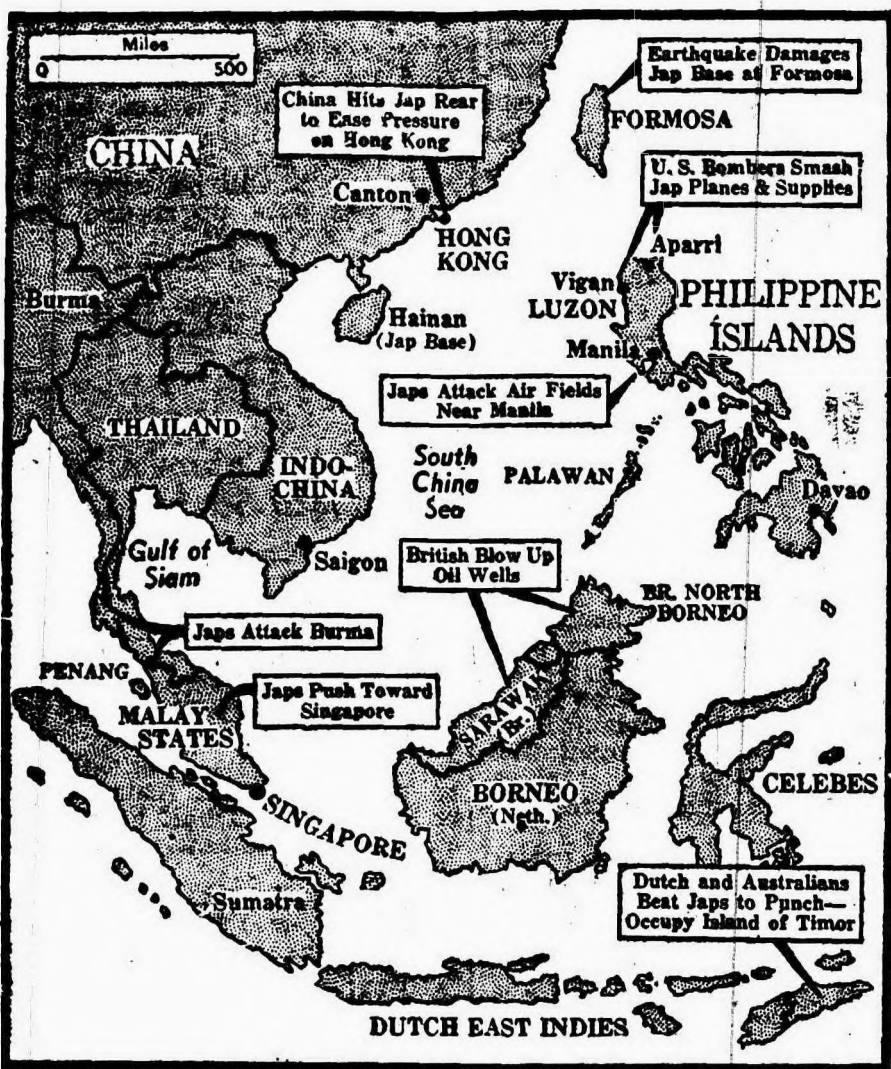 Miles
0 500
Earthquake Damages
Jap Base at Formosa
China Hits Jap Rear
to Ease Pressure
on Hong Kong
FORMOSA
CHINA
U. S. Bombers Smash
Jap Planes & Supplies
Canton
HONG
KONG
Aparri
Burma
Hainan
(Jap Base)
Vigan
LUZON
PHILIPPINE
ISLANDS
Manila
Japs Attack Air Fields
Near Manila
THAILAND
INDO-
CHINA
South
China
Sea
PALAWAN
Davao
Gulf of
Siam
Saigon
British Blow Up
Oil Wells
BR. NORTH
BORNEO
Japs Attack Burma
PENANG
Japs Push Toward
Singapore
MALAY
STATES
SARAWAK
(Br.)
SINGAPORE
BORNEO
(Neth.)
CELEBES
Sumatra
Dutch and Australians
Beat Japs to Punch—
Occupy Island of Timor
DUTCH EAST INDIES